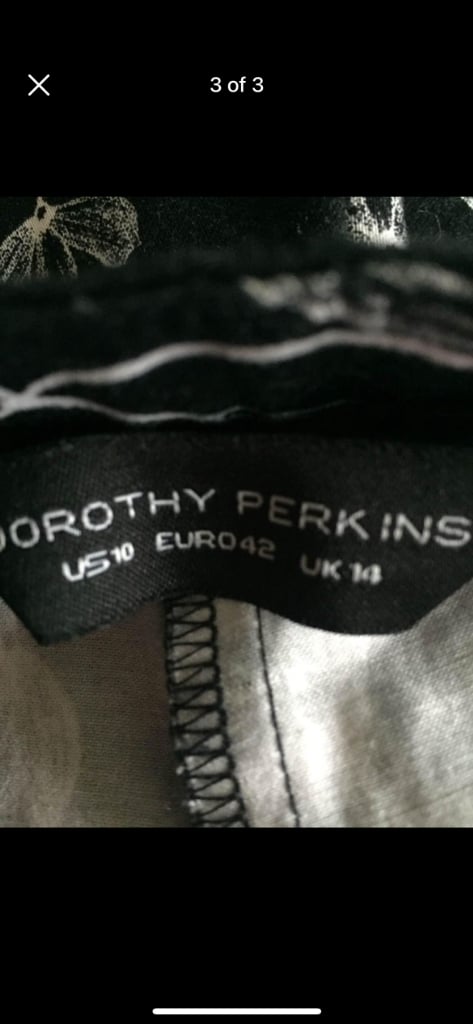 3 of 3
DOROTHY PERKINS
US10 EURO42 UK14